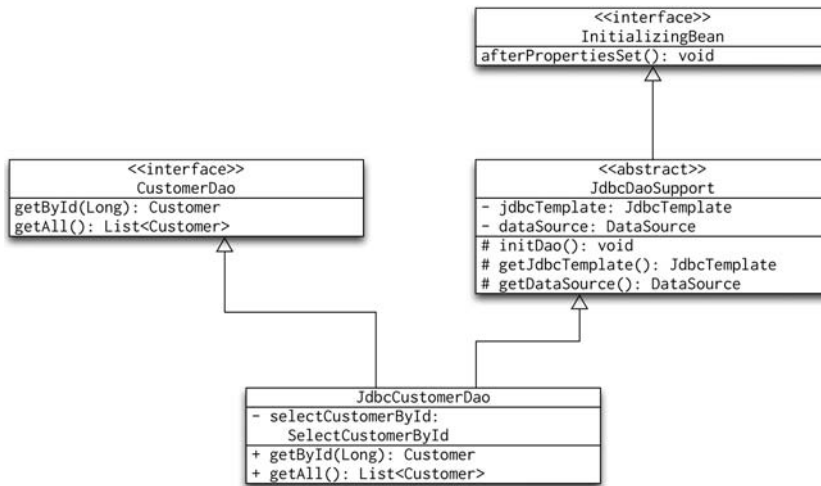 <<interface>>
InitializingBean
afterPropertiesSet(): void
<<interface>>
CustomerDao
getById(Long): Customer
getAll(): List<Customer>
<<abstract>>
JdbcDaoSupport
- jdbcTemplate: JdbcTemplate
- dataSource: DataSource
# initDao(): void
# getJdbcTemplate(): JdbcTemplate
# getDataSource(): DataSource
JdbcCustomerDao
- selectCustomerById:
SelectCustomerById
+ getById(Long): Customer
+ getAll(): List<Customer>